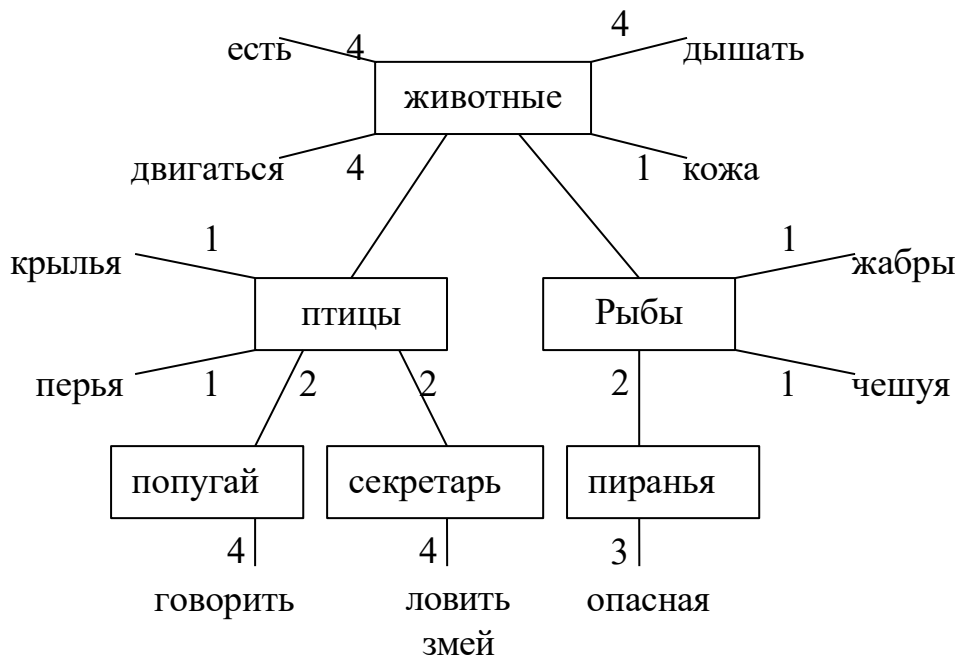 есть 4 4 дышать
животные
двигаться 4 1 кожа
крылья 1 1 жабры
птицы Рыбы
перья 1 2 2 2 1 чешуя
попугай секретарь пиранья
4 4 3
говорить ловить опасная
змей